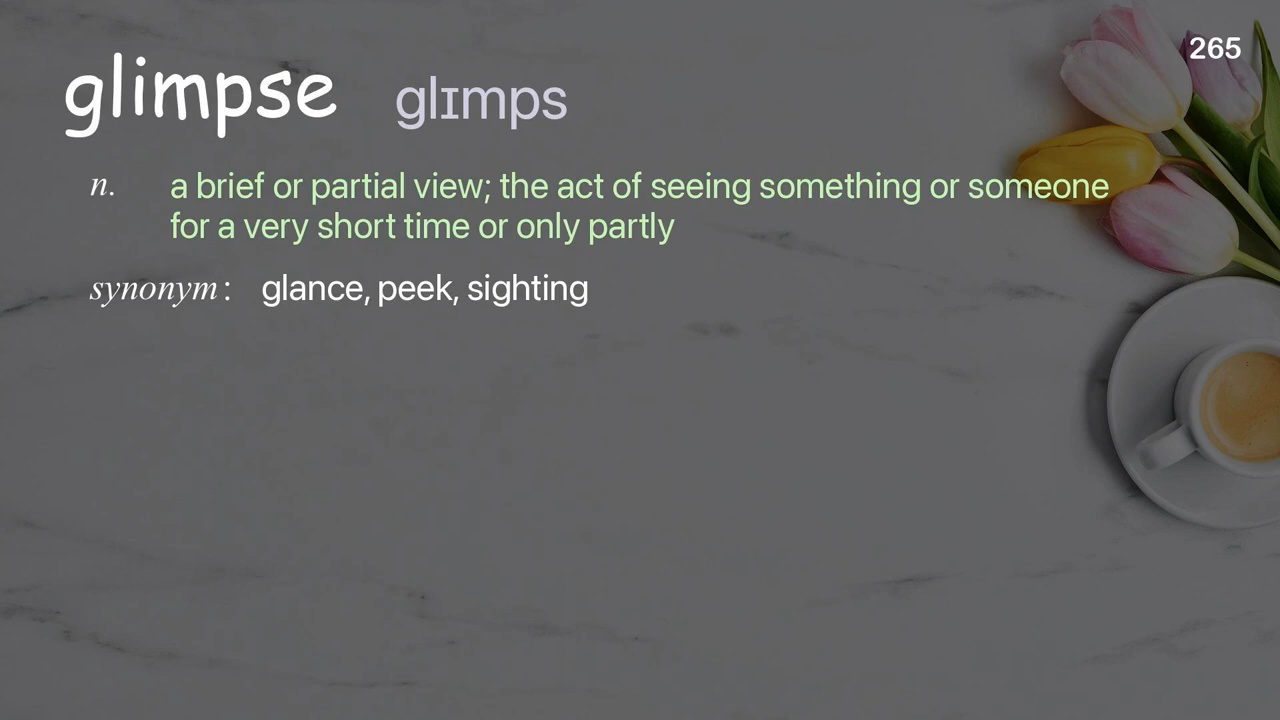 265
glimpse glɪmps
n. a brief or partial view; the act of seeing something or someone
for a very short time or only partly
synonym: glance, peek, sighting